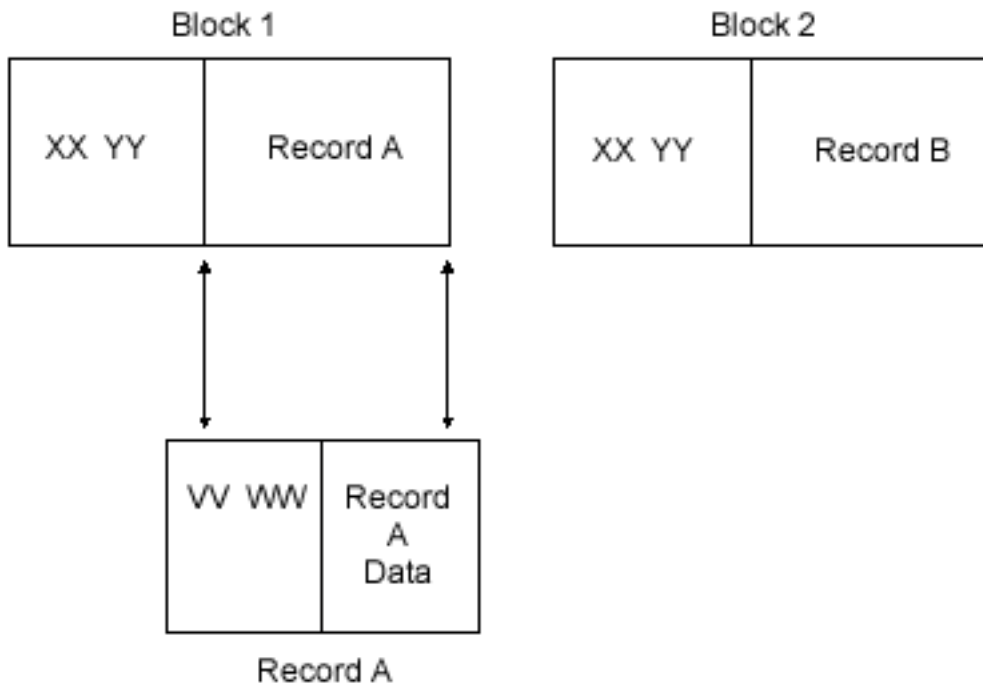 Block 1
Block 2
XX YY
Record A
XX YY
Record B
VV WW
Record
A
Data
Record A